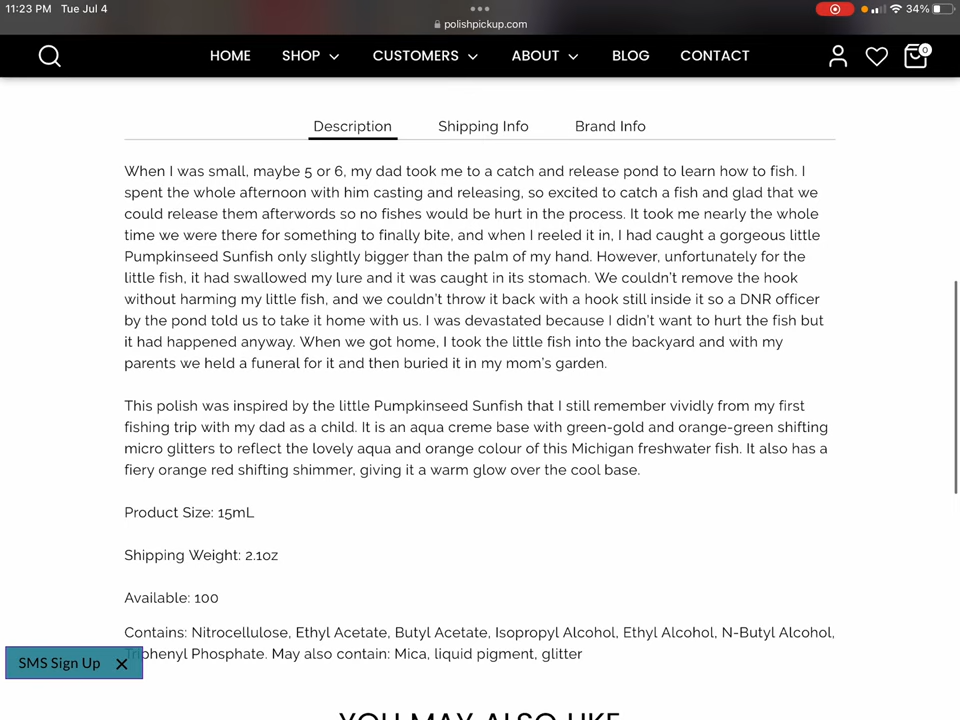 11:23 PM Tue Jul 4
34%
polishpickup.com
HOME SHOP CUSTOMERS ABOUT BLOG CONTACT
0
Description Shipping Info Brand Info
When I was small, maybe 5 or 6, my dad took me to a catch and release pond to learn how to fish. I
spent the whole afternoon with him casting and releasing, so excited to catch a fish and glad that we
could release them afterwords so no fishes would be hurt in the process. It took me nearly the whole
time we were there for something to finally bite, and when I reeled it in, I had caught a gorgeous little
Pumpkinseed Sunfish only slightly bigger than the palm of my hand. However, unfortunately for the
little fish, it had swallowed my lure and it was caught in its stomach. We couldn't remove the hook
without harming my little fish, and we couldn't throw it back with a hook still inside it so a DNR officer
by the pond told us to take it home with us. I was devastated because I didn't want to hurt the fish but
it had happened anyway. When we got home, I took the little fish into the backyard and with my
parents we held a funeral for it and then buried it in my mom's garden.
This polish was inspired by the little Pumpkinseed Sunfish that I still remember vividly from my first
fishing trip with my dad as a child. It is an aqua creme base with green-gold and orange-green shifting
micro glitters to reflect the lovely aqua and orange colour of this Michigan freshwater fish. It also has a
fiery orange red shifting shimmer, giving it a warm glow over the cool base.
Product Size: 15mL
Shipping Weight: 2.1oz
Available: 100
Contains: Nitrocellulose, Ethyl Acetate, Butyl Acetate, Isopropyl Alcohol, Ethyl Alcohol, N-Butyl Alcohol,
Triphenyl Phosphate. May also contain: Mica, liquid pigment, glitter
SMS Sign Up
YOU MAY ALSO LIKE